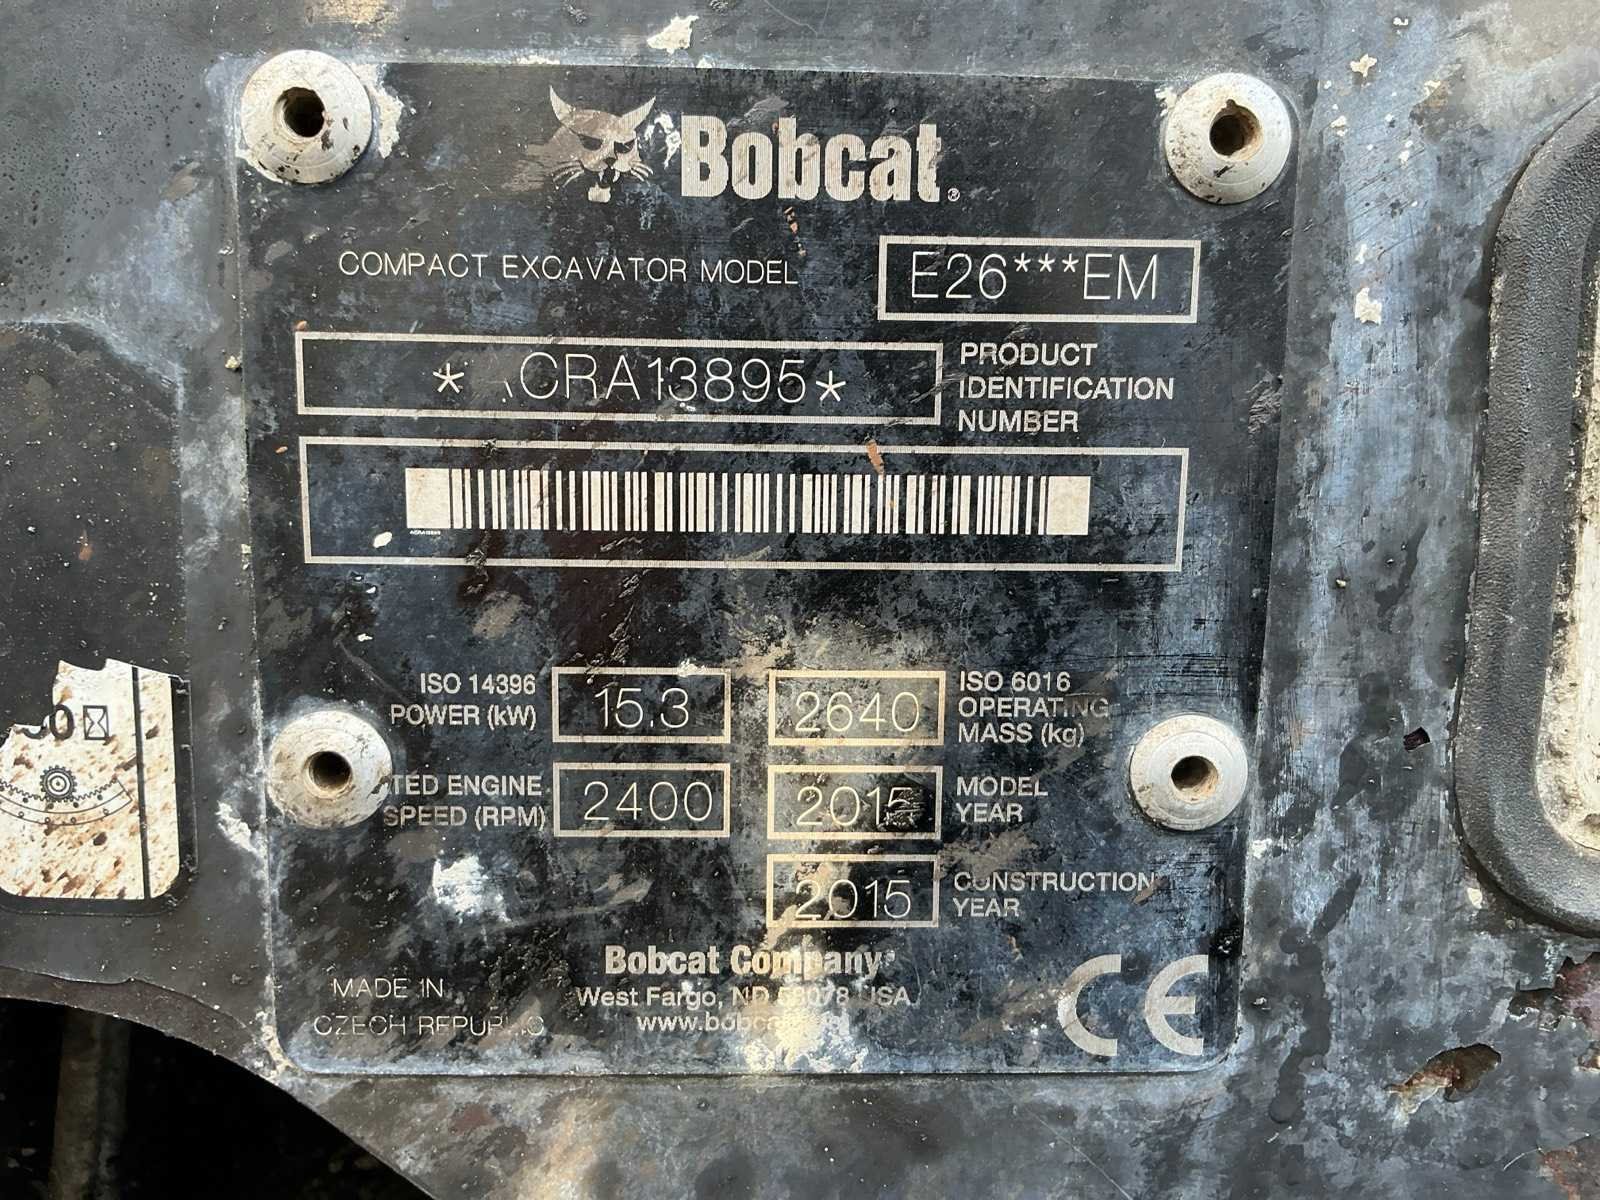 Bobcat®
COMPACT EXCAVATOR MODEL E26***EM
* CRA13895* PRODUCT
IDENTIFICATION
NUMBER
ISO 14396
POWER (kW) 15.3
2640 ISO 6016
OPERATING
MASS (kg)
TED ENGINE
SPEED (RPM) 2400
2015 MODEL
YEAR
2015 CONSTRUCTION
YEAR
Bobcat Company
West Fargo, ND 58078 USA
MADE IN
CZECH REPUBLIC
CE